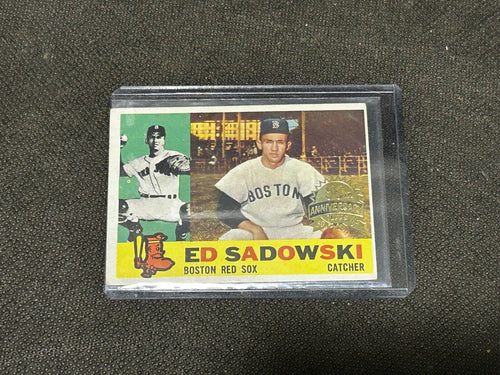 B
BOSTON
ANNIVERSARY
ED SADOWSKI
BOSTON RED SOX CATCHER